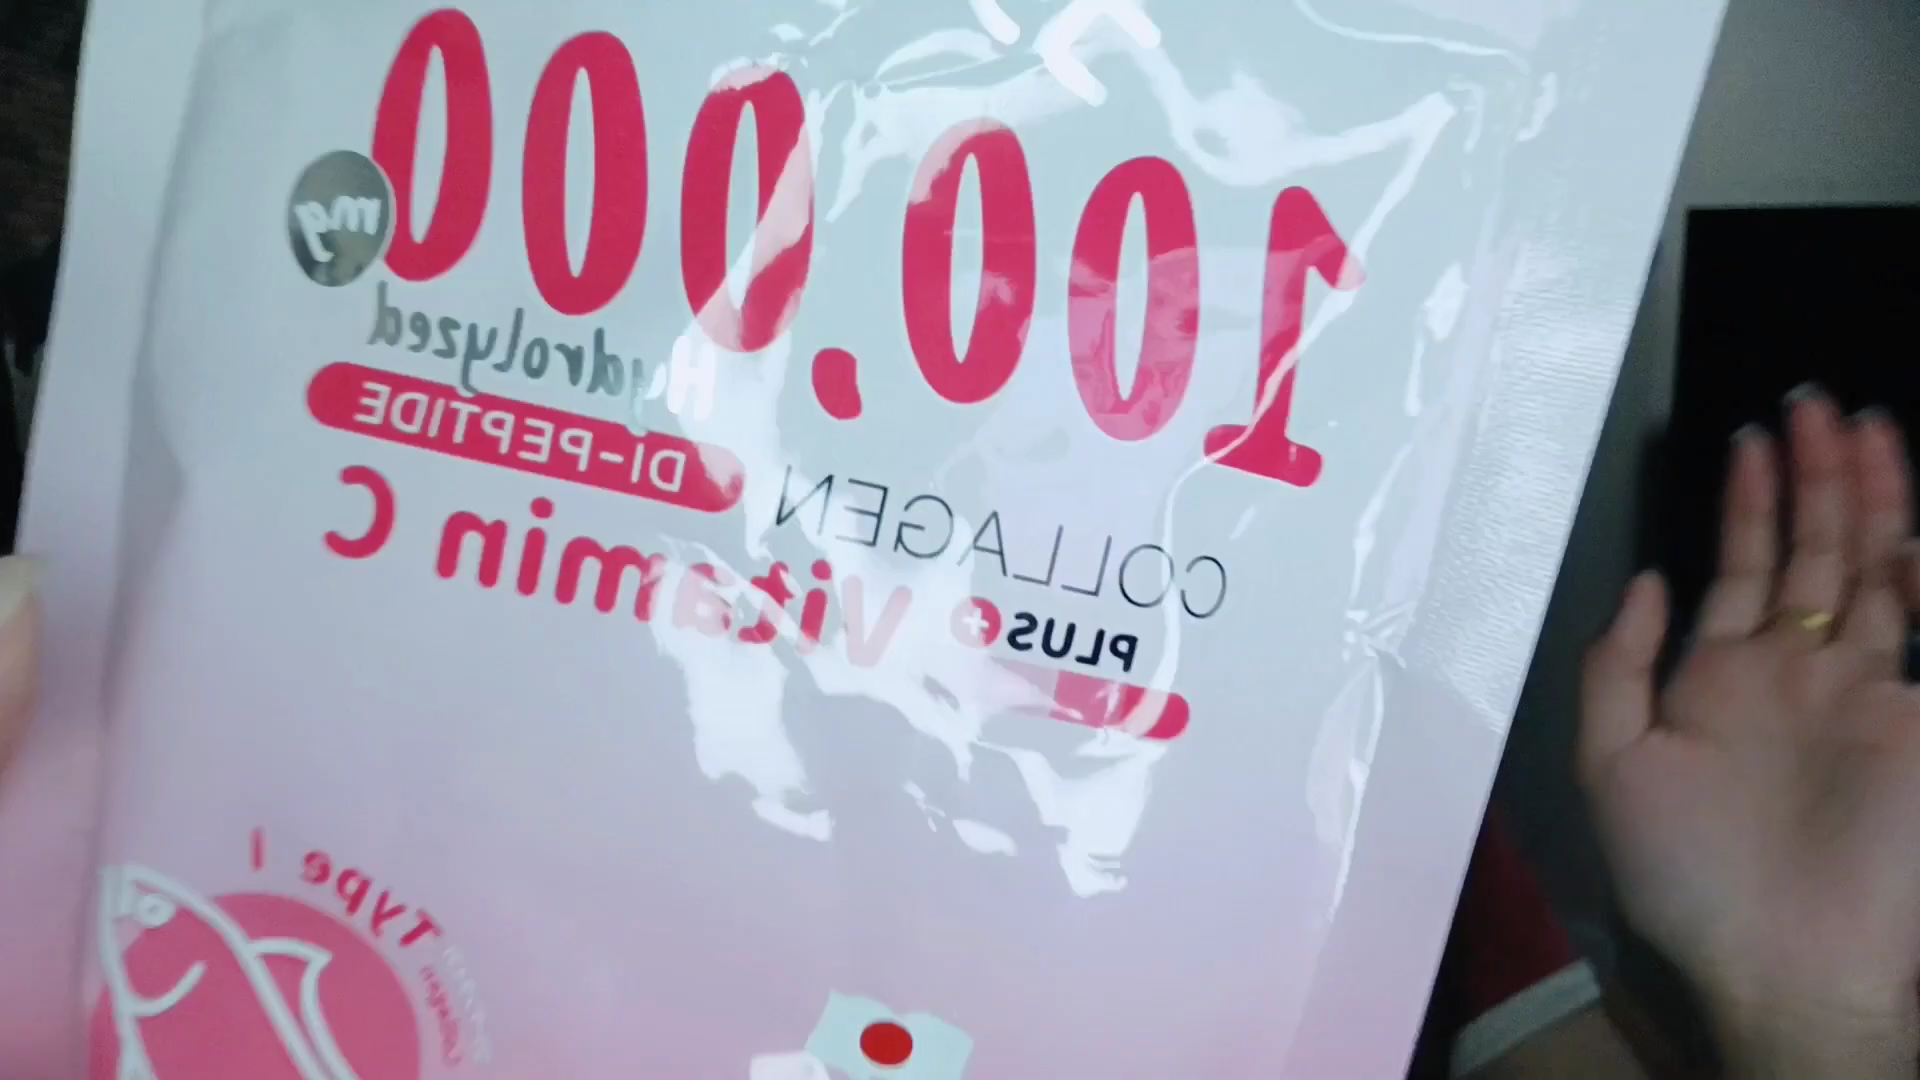 100.000 mg
Hydrolyzed
COLLAGEN DI-PEPTIDE
PLUS+ Vitamin C
Type I